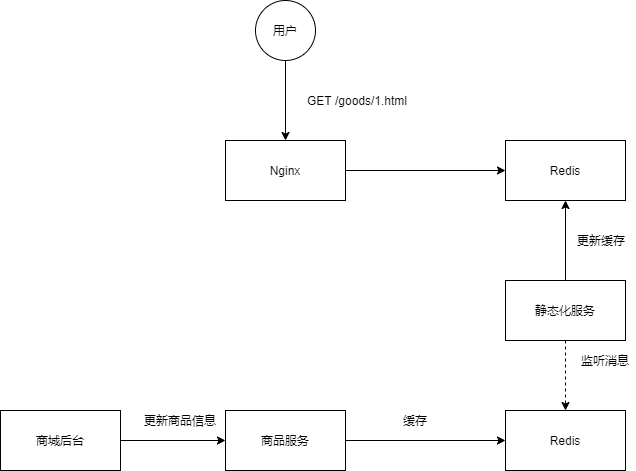 用户
GET /goods/1.html
Nginx
Redis
更新缓存
静态化服务
监听消息
更新商品信息
缓存
商城后台
商品服务
Redis